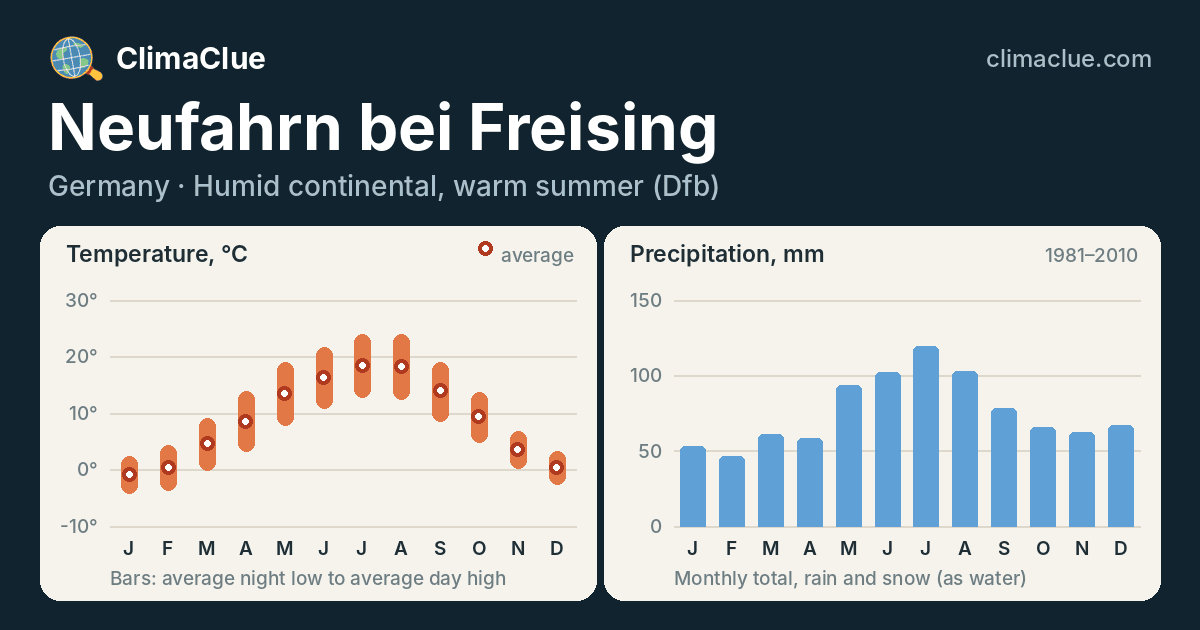 ClimaClue
climaclue.com
Neufahrn bei Freising
Germany · Humid continental, warm summer (Dfb)
Temperature, °C
average
30°
20°
10°
0°
-10°
J F M A M J J A S O N D
Bars: average night low to average day high
Precipitation, mm
1981–2010
150
100
50
0
J F M A M J J A S O N D
Monthly total, rain and snow (as water)